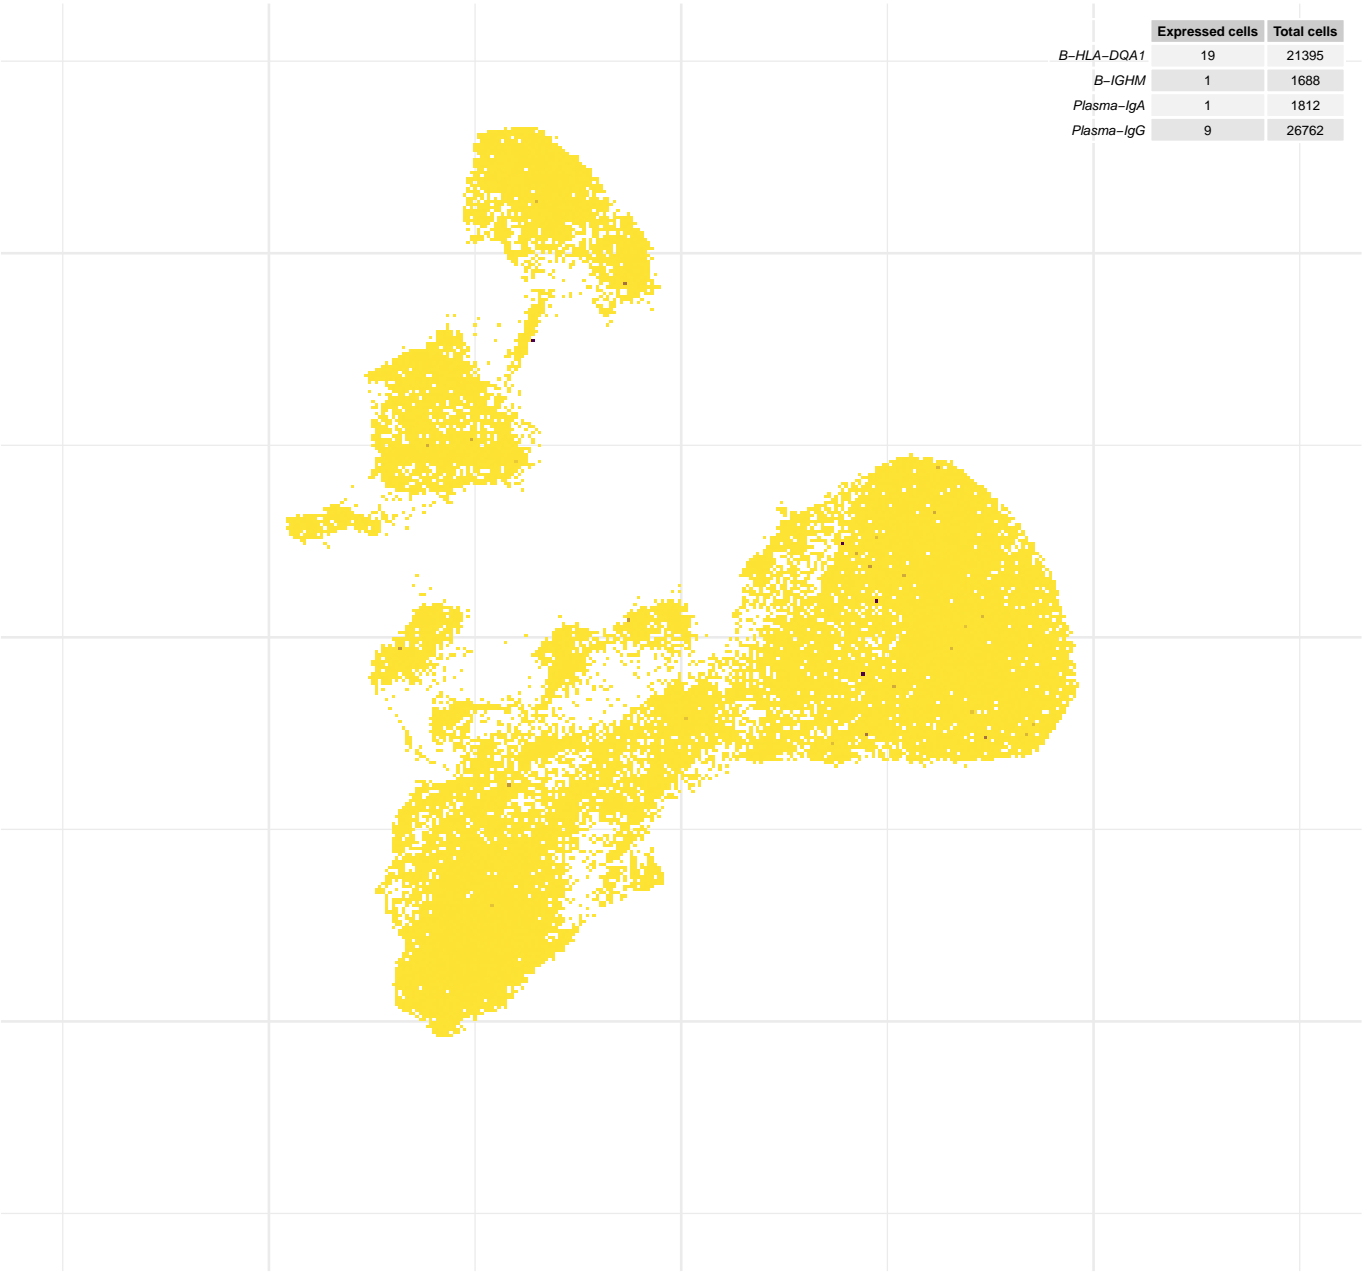 Expressed cells Total cells
B−HLA−DQA1 19 21395
B−IGHM 1 1688
Plasma−IgA 1 1812
Plasma−IgG 9 26762